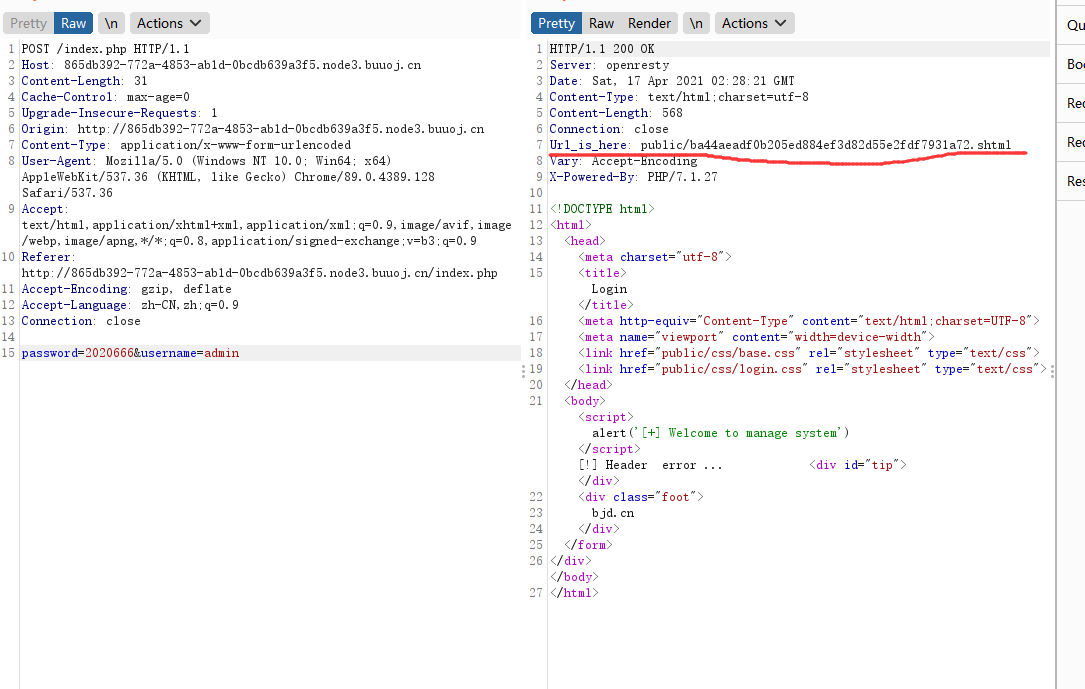 Pretty Raw \n Actions
1 POST /index.php HTTP/1.1
2 Host: 865db392-772a-4853-ab1d-0bcdb639a3f5.node3.buuoj.cn
3 Content-Length: 31
4 Cache-Control: max-age=0
5 Upgrade-Insecure-Requests: 1
6 Origin: http://865db392-772a-4853-ab1d-0bcdb639a3f5.node3.buuoj.cn
7 Content-Type: application/x-www-form-urlencoded
8 User-Agent: Mozilla/5.0 (Windows NT 10.0; Win64; x64)
AppleWebKit/537.36 (KHTML, like Gecko) Chrome/89.0.4389.128
Safari/537.36
9 Accept:
text/html,application/xhtml+xml,application/xml;q=0.9,image/avif,image
/webp,image/apng,*/*;q=0.8,application/signed-exchange;v=b3;q=0.9
10 Referer:
http://865db392-772a-4853-ab1d-0bcdb639a3f5.node3.buuoj.cn/index.php
11 Accept-Encoding: gzip, deflate
12 Accept-Language: zh-CN,zh;q=0.9
13 Connection: close
14
15 password=2020666&username=admin
Pretty Raw Render \n Actions
1 HTTP/1.1 200 OK
2 Server: openresty
3 Date: Sat, 17 Apr 2021 02:28:21 GMT
4 Content-Type: text/html;charset=utf-8
5 Content-Length: 568
6 Connection: close
7 Url_is_here: public/ba44aeadf0b205ed884ef3d82d55e2fdf7931a72.shtml
8 Vary: Accept-Encoding
9 X-Powered-By: PHP/7.1.27
10
11 <!DOCTYPE html>
12 <html>
13 <head>
14 <meta charset="utf-8">
15 <title>
Login
</title>
16 <meta http-equiv="Content-Type" content="text/html;charset=UTF-8">
17 <meta name="viewport" content="width=device-width">
18 <link href="public/css/base.css" rel="stylesheet" type="text/css">
19 <link href="public/css/login.css" rel="stylesheet" type="text/css">
20 </head>
21 <body>
<script>
alert('[+] Welcome to manage system')
</script>
[!] Header error ... <div id="tip">
</div>
22 <div class="foot">
23 bjd.cn
24 </div>
25 </form>
26 </div>
</body>
27 </html>
Qu
Bo
Rec
Rec
Res